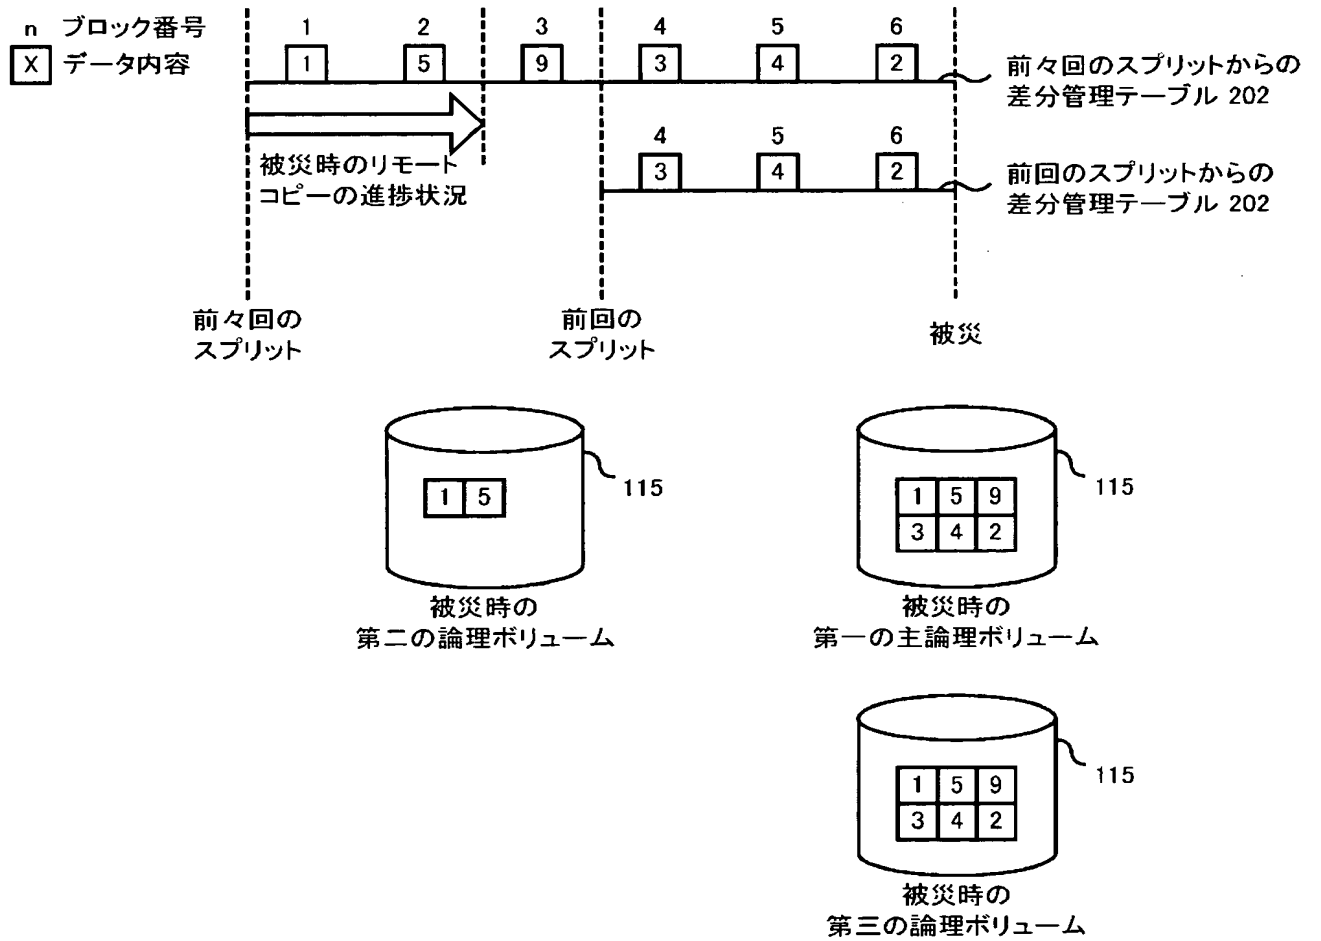 n ブロック番号
X データ内容
1 2 3 4 5 6
1 5 9 3 4 2
前々回のスプリットからの
差分管理テーブル 202
被災時のリモート
コピーの進捗状況
4 5 6
3 4 2
前回のスプリットからの
差分管理テーブル 202
前々回の
スプリット
前回の
スプリット
被災
1 5
115
被災時の
第二の論理ボリューム
1 5 9
3 4 2
115
被災時の
第一の主論理ボリューム
1 5 9
3 4 2
115
被災時の
第三の論理ボリューム